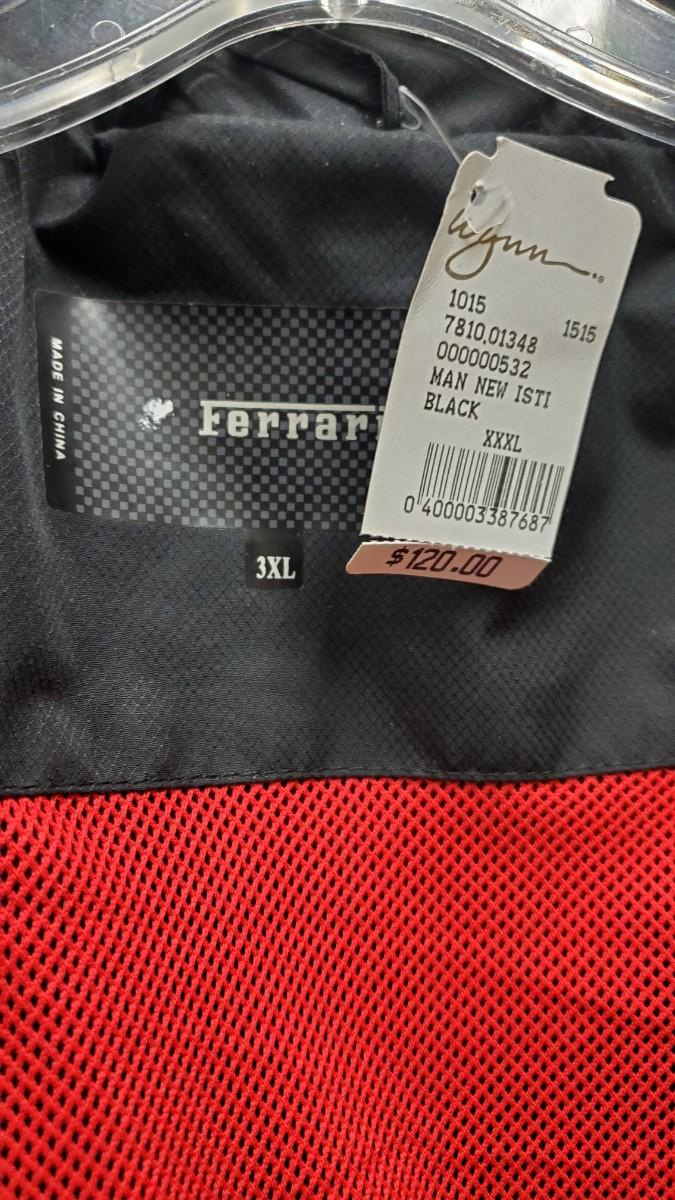 wynn
1015
7810,01348 1515
000000532
MAN NEW ISTI
BLACK
XXXL
0 400003387687
$120.00
MADE IN CHINA
Ferrari
3XL